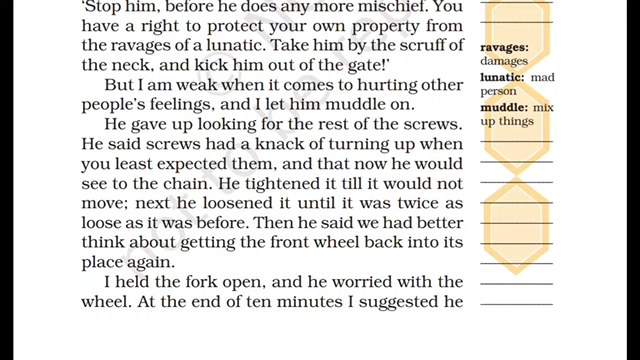 ‘Stop him, before he does any more mischief. You
have a right to protect your own property from
the ravages of a lunatic. Take him by the scruff of
the neck, and kick him out of the gate!’
But I am weak when it comes to hurting other
people’s feelings, and I let him muddle on.
He gave up looking for the rest of the screws.
He said screws had a knack of turning up when
you least expected them, and that now he would
see to the chain. He tightened it till it would not
move; next he loosened it until it was twice as
loose as it was before. Then he said we had better
think about getting the front wheel back into its
place again.
I held the fork open, and he worried with the
wheel. At the end of ten minutes I suggested he
ravages:
damages
lunatic: mad
person
muddle: mix
up things
not to be re